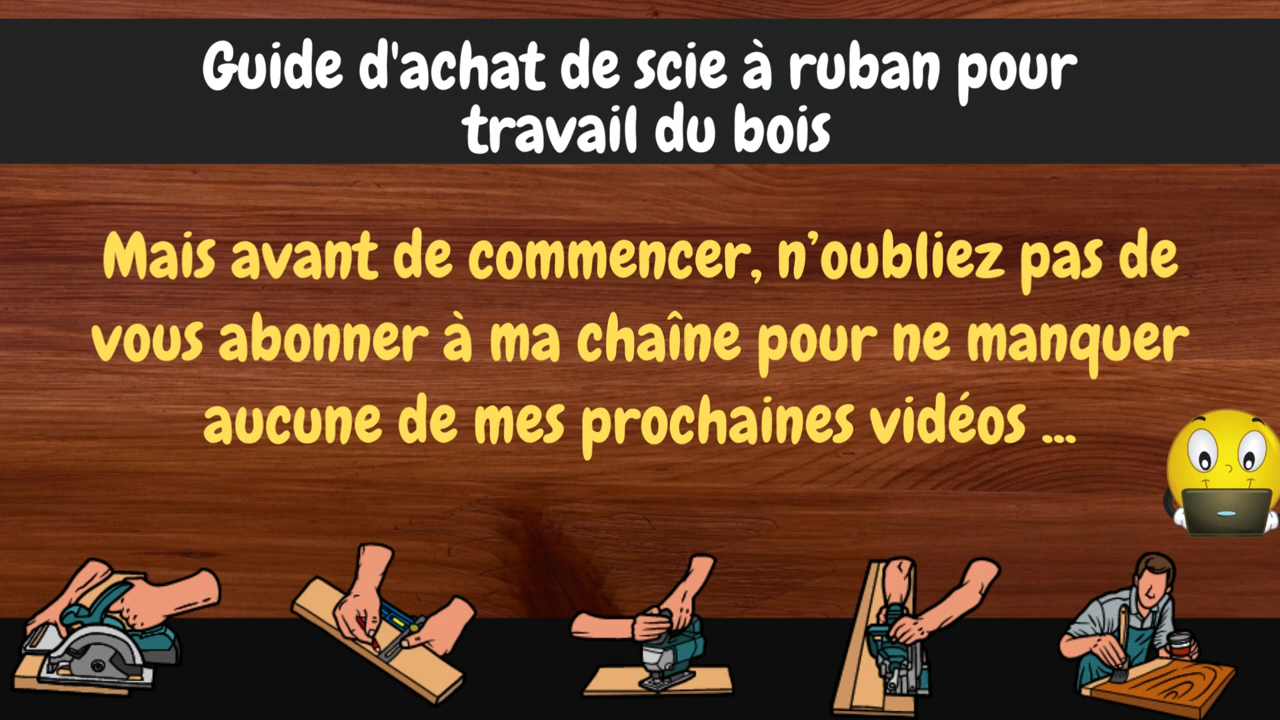 Guide d'achat de scie à ruban pour
travail du bois
Mais avant de commencer, n’oubliez pas de
vous abonner à ma chaîne pour ne manquer
aucune de mes prochaines vidéos ...